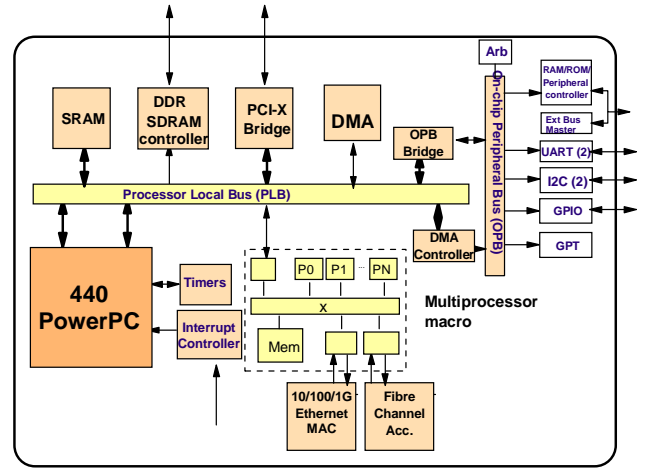 Arb
On-chip Peripheral Bus (OPB)
RAM/ROM/
Peripheral
controller
Ext Bus
Master
UART (2)
I2C (2)
GPIO
GPT
SRAM
DDR
SDRAM
controller
PCI-X
Bridge
DMA
OPB
Bridge
Processor Local Bus (PLB)
DMA
Controller
440
PowerPC
Timers
Interrupt
Controller
P0
P1
...
PN
X
Mem
Multiprocessor
macro
10/100/1G
Ethernet
MAC
Fibre
Channel
Acc.